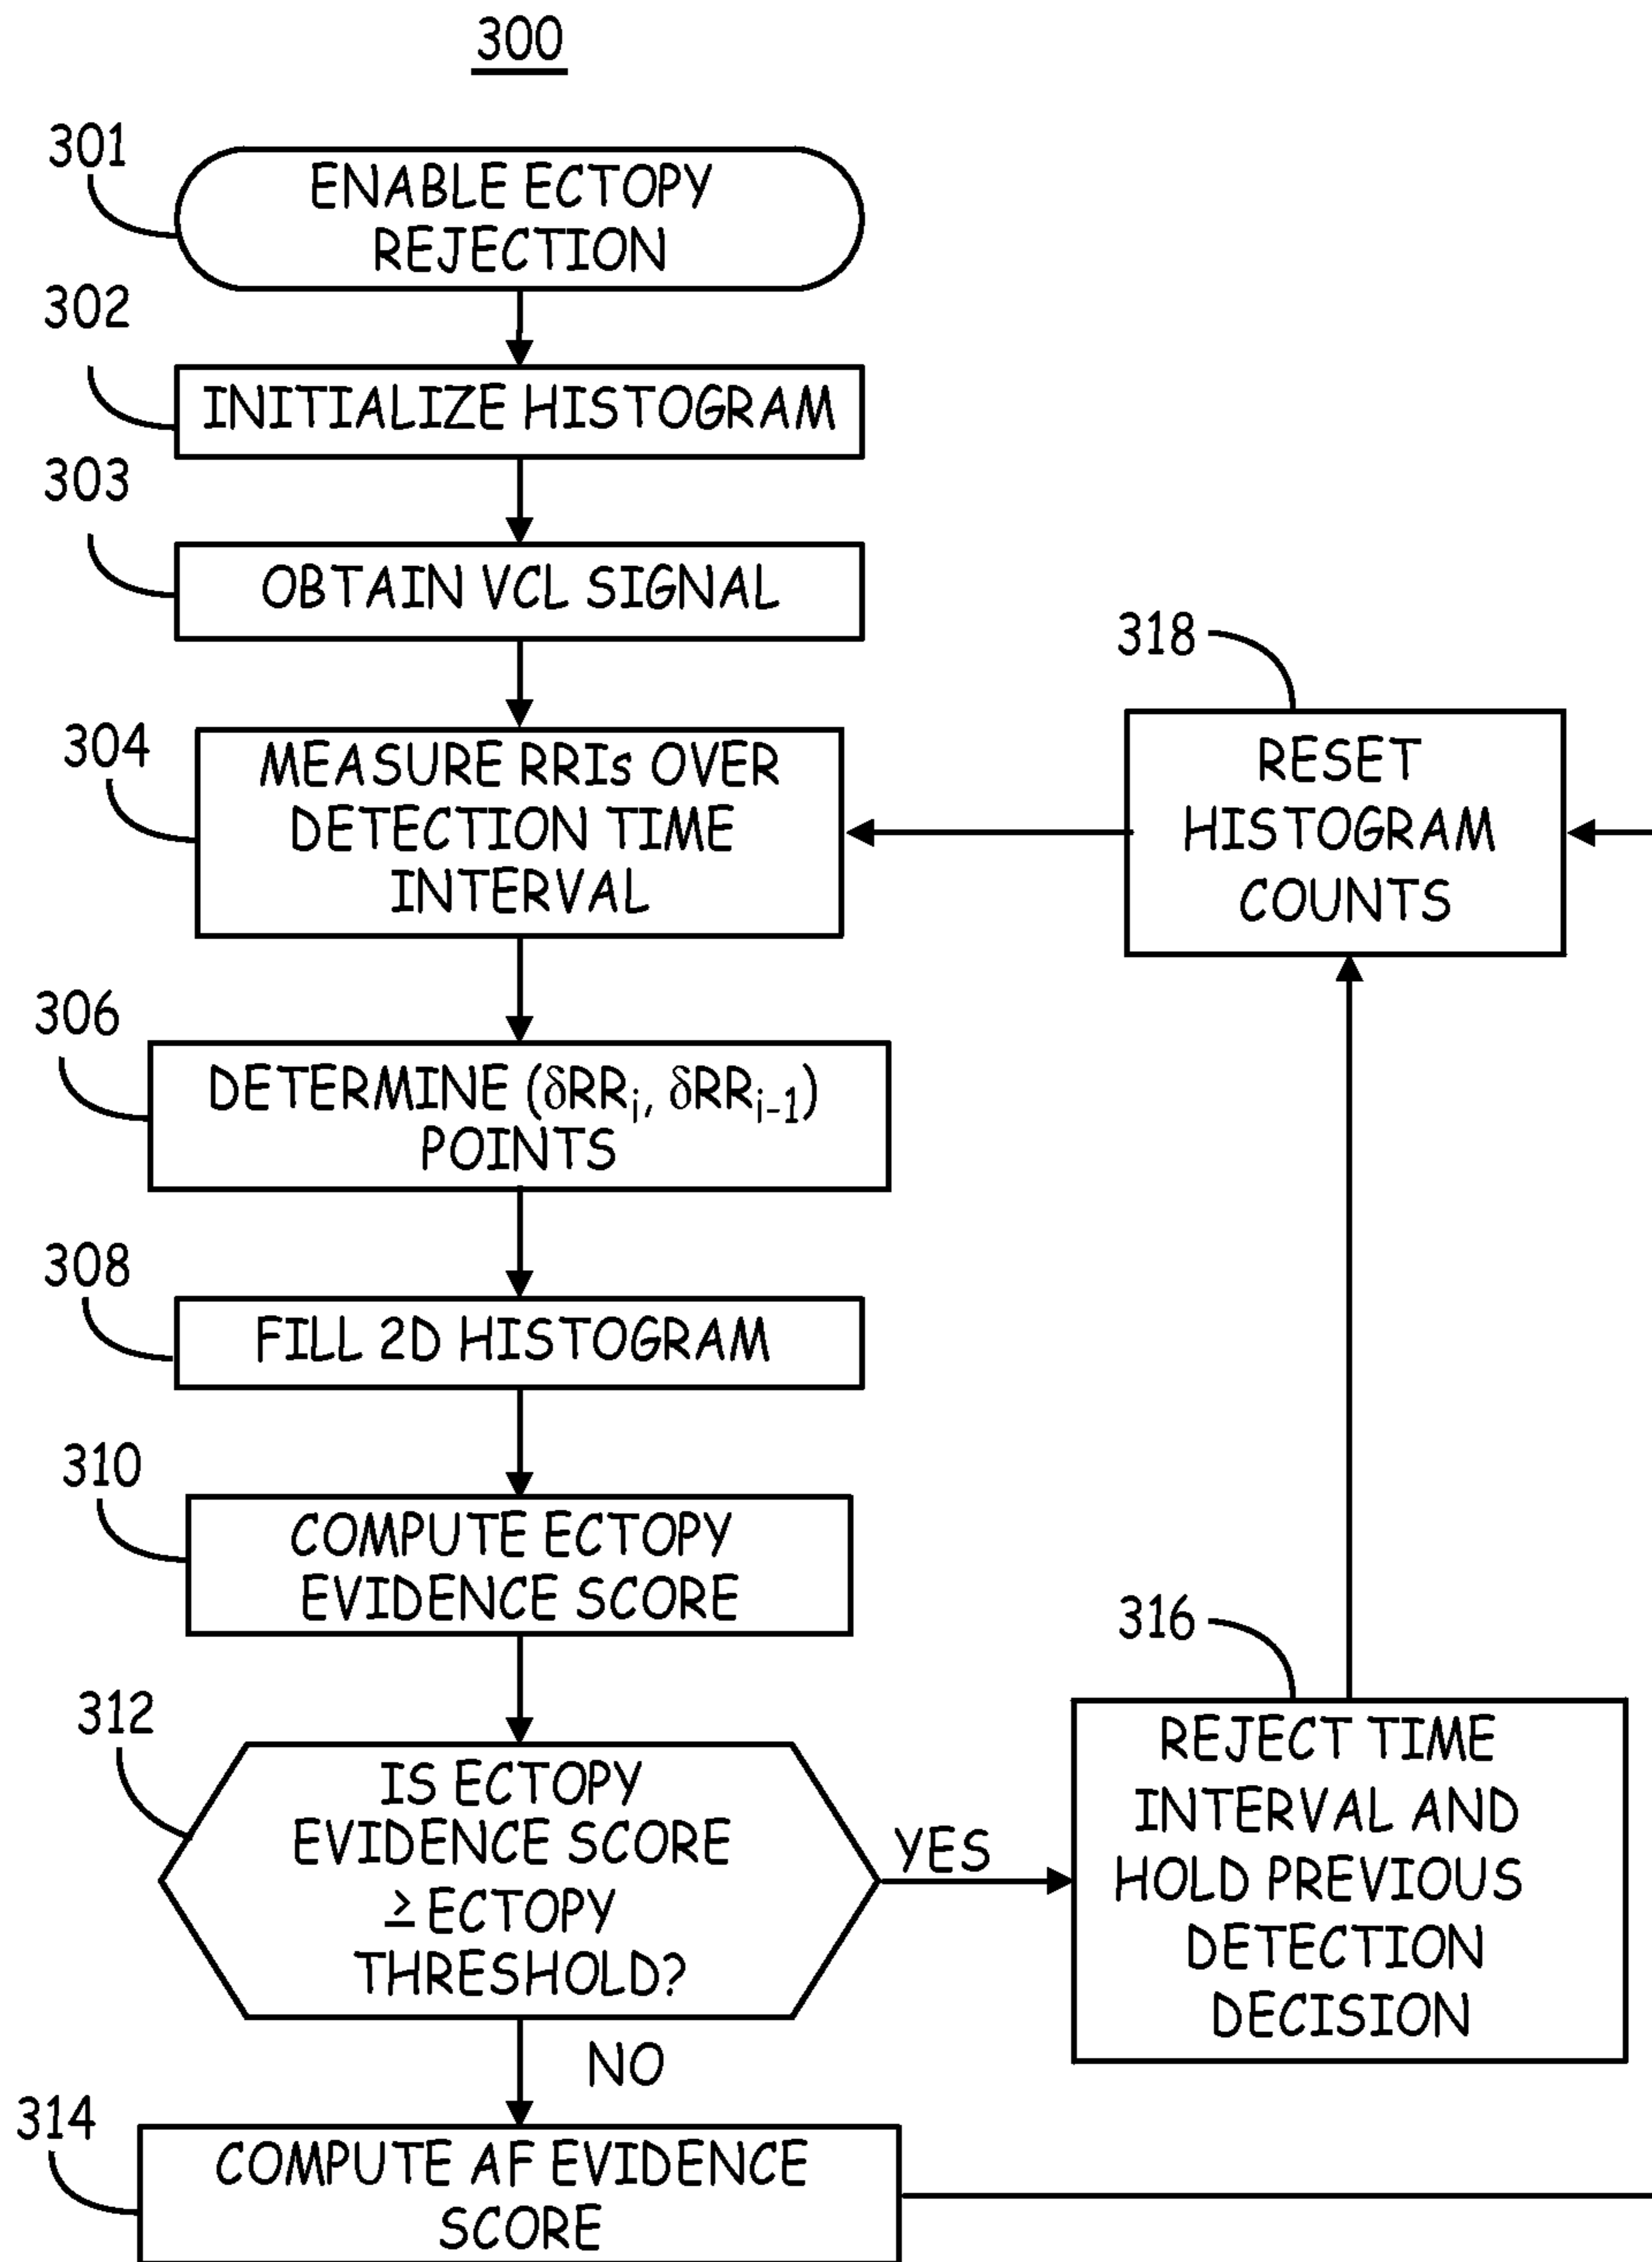 300
301
ENABLE ECTOPY
REJECTION
302
INITIALIZE HISTOGRAM
303
OBTAIN VCL SIGNAL
304
MEASURE RRIs OVER
DETECTION TIME
INTERVAL
318
RESET
HISTOGRAM
COUNTS
306
DETERMINE (δRRᵢ, δRRᵢ₋₁)
POINTS
308
FILL 2D HISTOGRAM
310
COMPUTE ECTOPY
EVIDENCE SCORE
312
IS ECTOPY
EVIDENCE SCORE
≥ ECTOPY
THRESHOLD?
YES
316
REJECT TIME
INTERVAL AND
HOLD PREVIOUS
DETECTION
DECISION
NO
314
COMPUTE AF EVIDENCE
SCORE